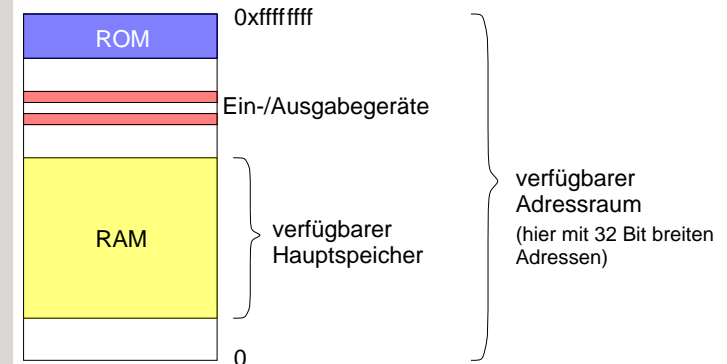 0xffffffff
ROM
Ein-/Ausgabegeräte
verfügbarer
Adressraum
(hier mit 32 Bit breiten
Adressen)
RAM
verfügbarer
Hauptspeicher
0